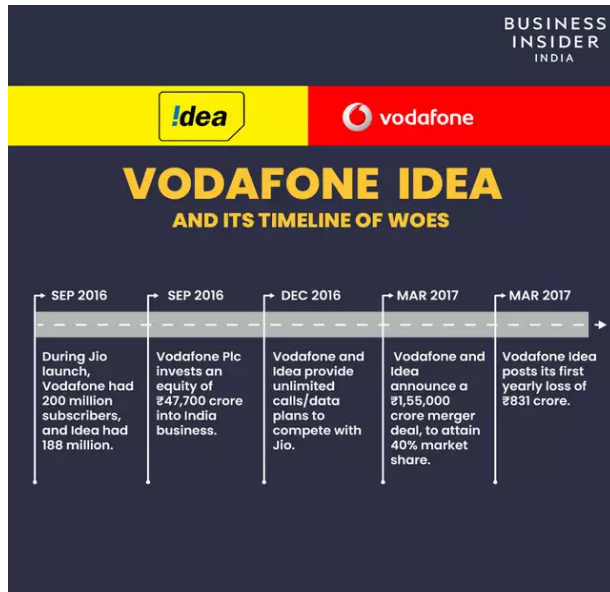 BUSINESS
INSIDER
INDIA
!dea
vodafone
VODAFONE IDEA
AND ITS TIMELINE OF WOES
SEP 2016
During Jio
launch,
Vodafone had
200 million
subscribers,
and Idea had
188 million.
SEP 2016
Vodafone Plc
invests an
equity of
₹47,700 crore
into India
business.
DEC 2016
Vodafone and
Idea provide
unlimited
calls/data
plans to
compete with
Jio.
MAR 2017
Vodafone and
Idea
announce a
₹1,55,000
crore merger
deal, to attain
40% market
share.
MAR 2017
Vodafone Idea
posts its first
yearly loss of
₹831 crore.